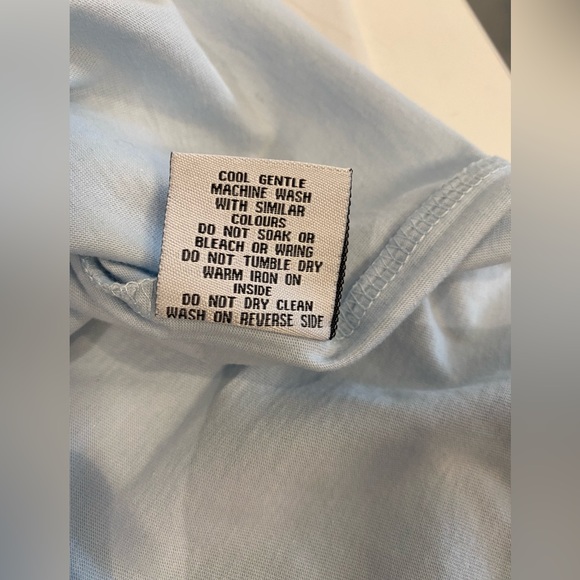 COOL GENTLE
MACHINE WASH
WITH SIMILAR
COLOURS
DO NOT SOAK OR
BLEACH OR WRING
DO NOT TUMBLE DRY
WARM IRON ON
INSIDE
DO NOT DRY CLEAN
WASH ON REVERSE SIDE